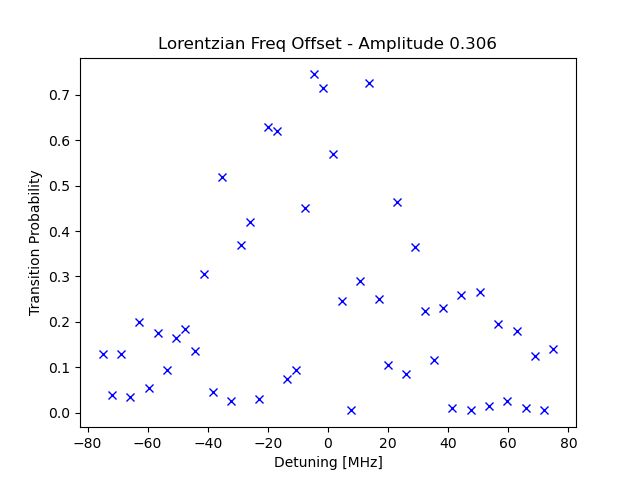 Lorentzian Freq Offset - Amplitude 0.306
Transition Probability
0.7
0.6
0.5
0.4
0.3
0.2
0.1
0.0
−80 −60 −40 −20 0 20 40 60 80
Detuning [MHz]